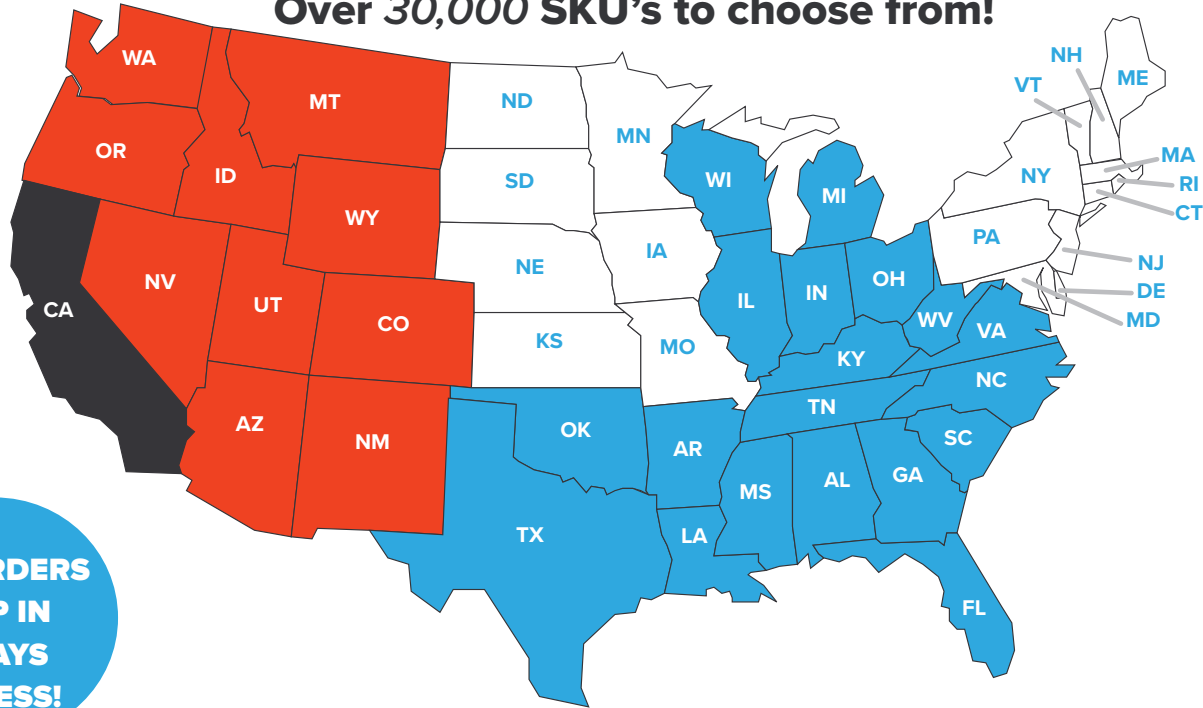 Over 30,000 SKU's to choose from!
WA
MT
ND
MN
NH
VT
ME
OR
ID
SD
WI
MI
NY
MA
RI
CT
WY
NE
IA
PA
NV
UT
CO
KS
MO
IL
IN
OH
NJ
DE
MD
CA
WV
VA
KY
NC
AZ
NM
OK
TN
AR
SC
MS
AL
GA
TX
LA
FL
RDERS
P IN
AYS
ESS!